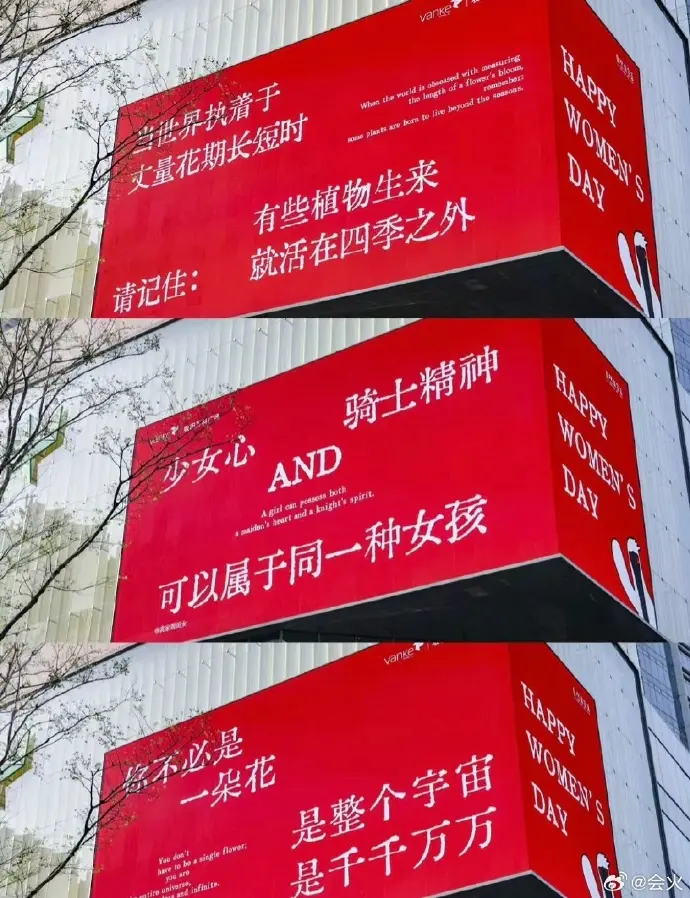 vanke
当世界执着于
丈量花期长短时
When the world is obsessed with measuring
the length of a flower's bloom,
remember:
some plants are born to live beyond the seasons.
有些植物生来
就活在四季之外
请记住：
HAPPY
WOMEN'S
DAY
少女心
骑士精神
AND
A girl can possess both
a maiden's heart and a knight's spirit.
可以属于同一种女孩
HAPPY
WOMEN'S
DAY
vanke
你不必是
一朵花
You don't
have to be a single flower;
you are
entire universe,
and infinite.
是整个宇宙
是千千万万
HAPPY
WOMEN'S
DAY
@会火